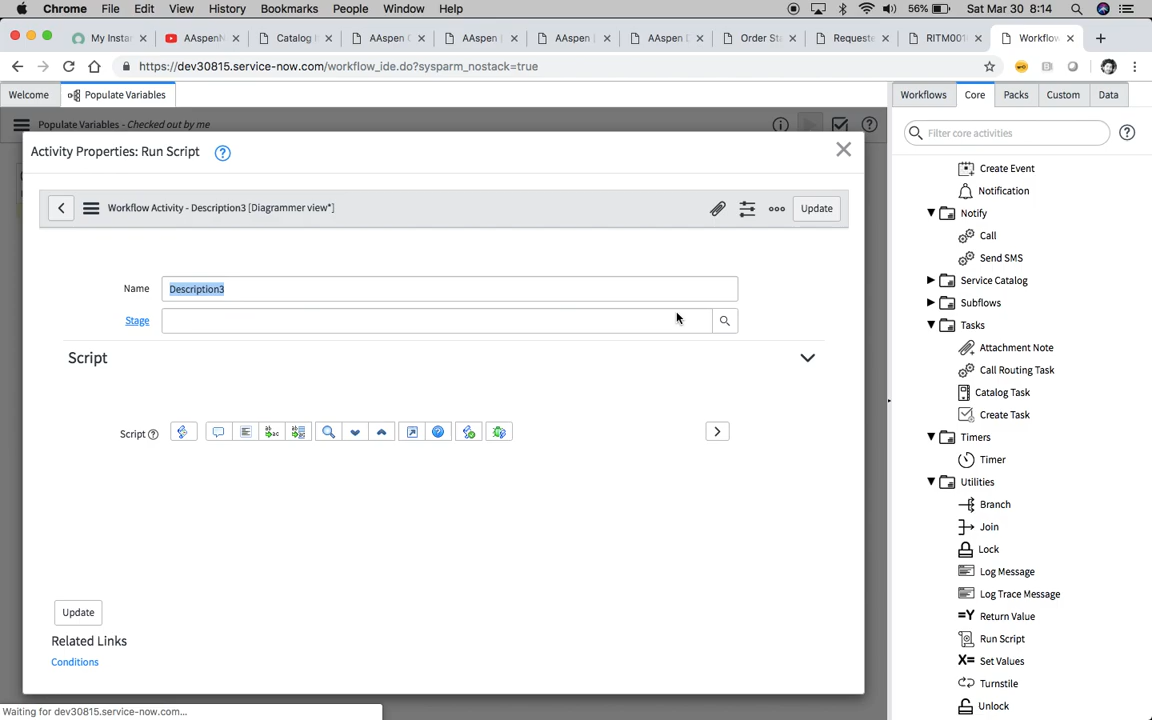 Chrome File Edit View History Bookmarks People Window Help 56% Sat Mar 30 8:14
My Insta AAspenN Catalog I AAspen AAspen AAspen AAspen Order Sta Requeste RITM001 Workflow
https://dev30815.service-now.com/workflow_ide.do?sysparm_nostack=true
Welcome Populate Variables Workflows Core Packs Custom Data
Populate Variables - Checked out by me
Filter core activities
Activity Properties: Run Script
Workflow Activity - Description3 [Diagrammer view*] Update
Name Description3
Stage
Script
Script
Update
Related Links
Conditions
Create Event
Notification
Notify
Call
Send SMS
Service Catalog
Subflows
Tasks
Attachment Note
Call Routing Task
Catalog Task
Create Task
Timers
Timer
Utilities
Branch
Join
Lock
Log Message
Log Trace Message
=Y Return Value
Run Script
X= Set Values
Turnstile
Unlock
Waiting for dev30815.service-now.com...